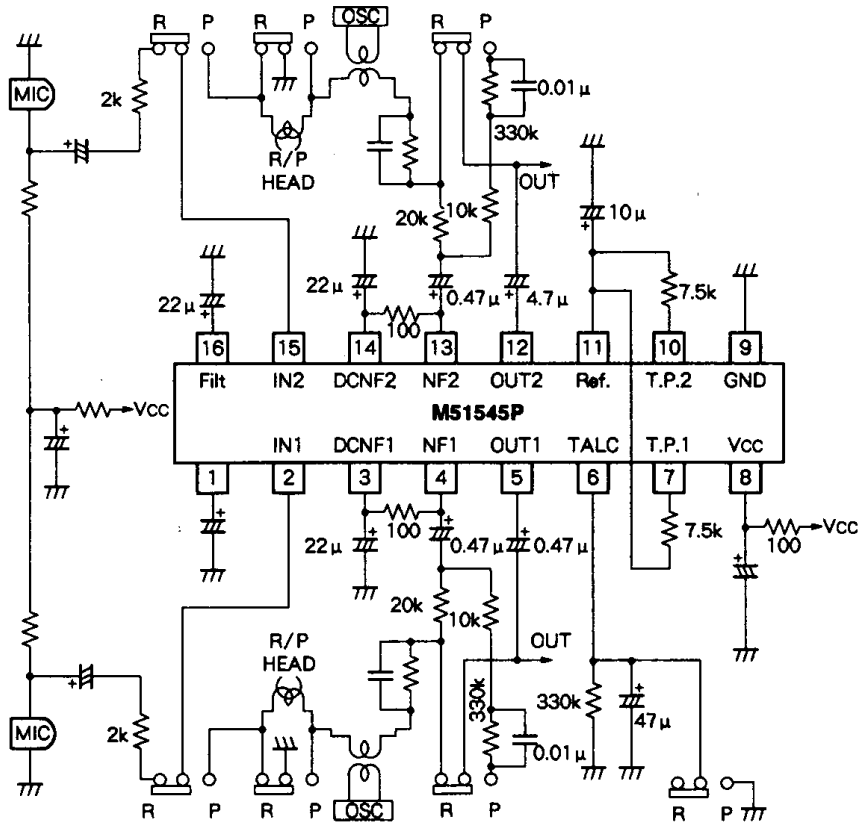 OSC
R P R P R P
MIC
2k
R/P
HEAD
330k
0.01μ
OUT
20k
10k
10μ
22μ
22μ
0.47μ
4.7μ
7.5k
100
16 15 14 13 12 11 10 9
Filt IN2 DCNF2 NF2 OUT2 Ref. T.P.2 GND
M51545P
Vcc
IN1 DCNF1 NF1 OUT1 TALC T.P.1 Vcc
1 2 3 4 5 6 7 8
100
22μ
0.47μ
0.47μ
7.5k
100
Vcc
20k
10k
R/P
HEAD
OUT
330k
330k
47μ
MIC
2k
0.01μ
R P R P R P R P
OSC